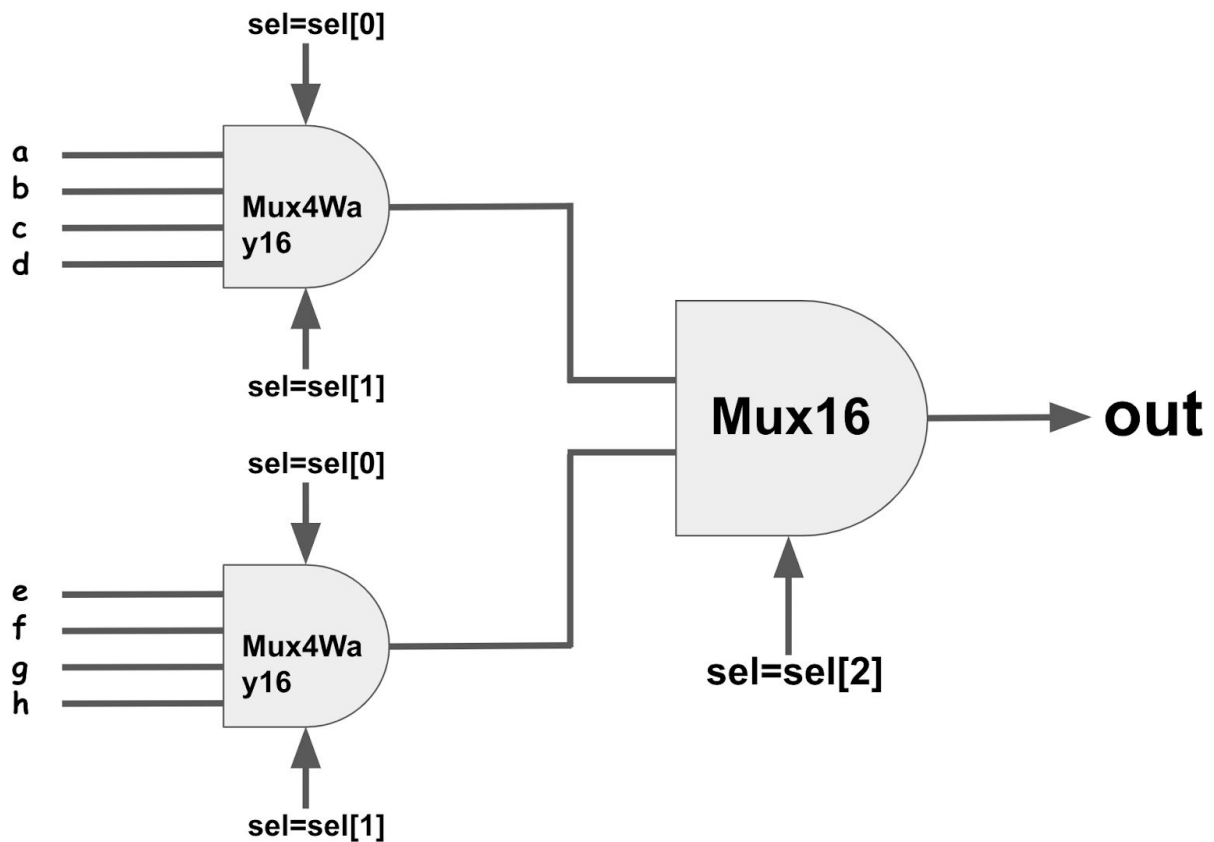 sel=sel[0]
a
b
c
d
Mux4Wa
y16
sel=sel[1]
sel=sel[0]
e
f
g
h
Mux4Wa
y16
sel=sel[1]
Mux16
sel=sel[2]
out